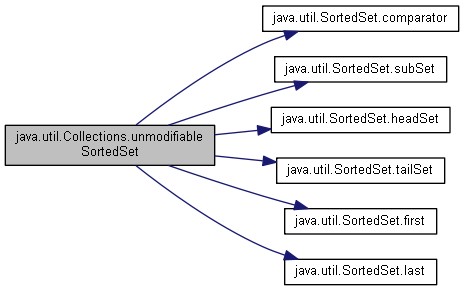 java.util.SortedSet.comparator
java.util.SortedSet.subSet
java.util.SortedSet.headSet
java.util.Collections.unmodifiable
SortedSet
java.util.SortedSet.tailSet
java.util.SortedSet.first
java.util.SortedSet.last